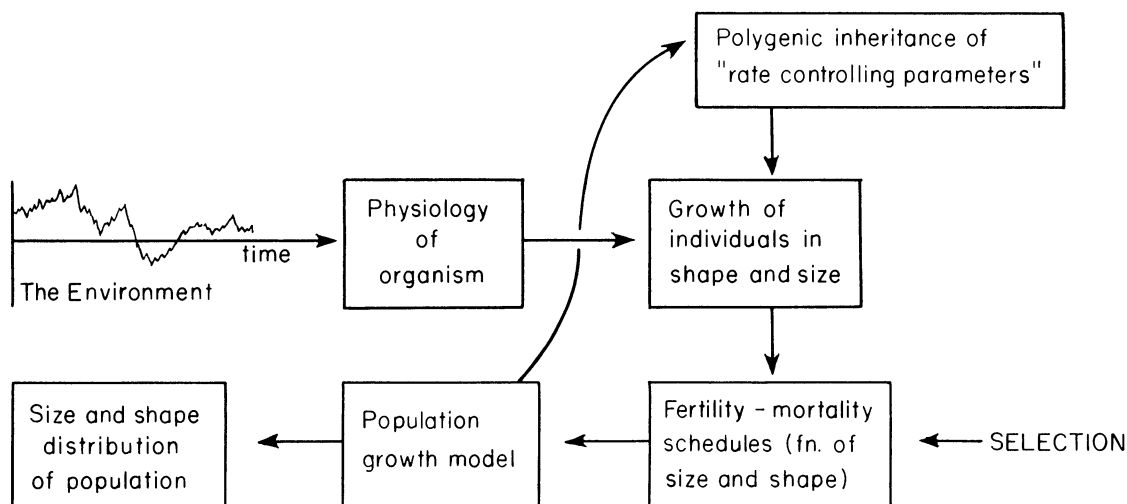 Polygenic inheritance of
"rate controlling parameters"
time
The Environment
Physiology
of
organism
Growth of
individuals in
shape and size
Size and shape
distribution
of population
Population
growth model
Fertility - mortality
schedules (fn. of
size and shape)
SELECTION